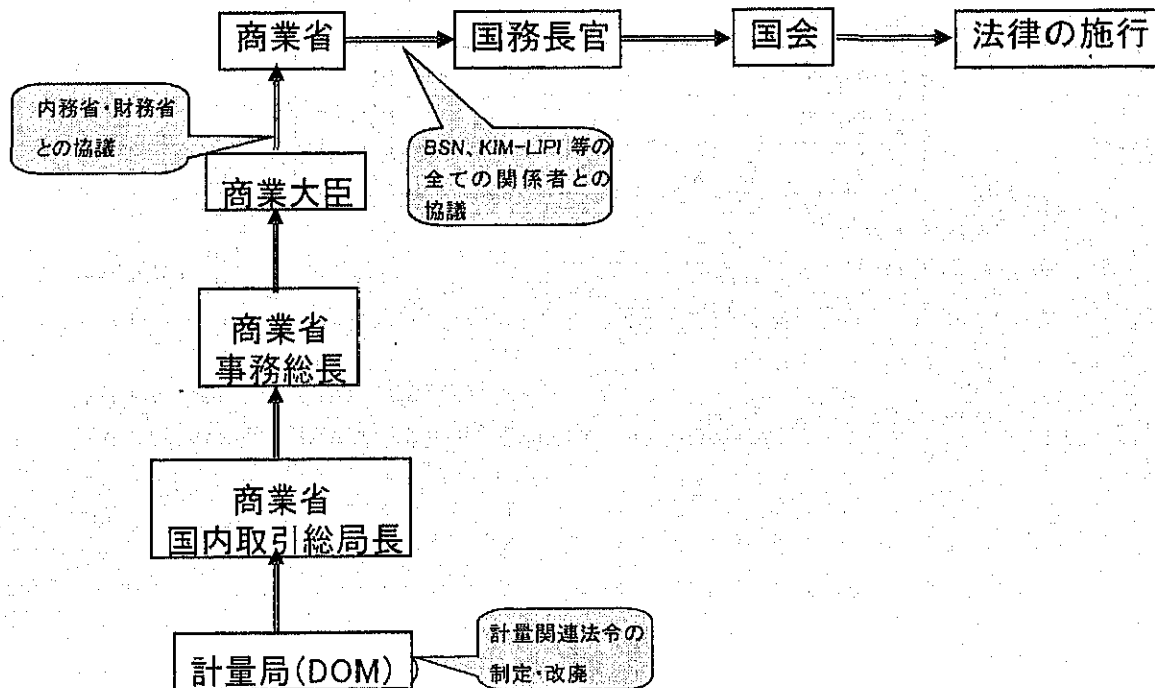 商業省
国務長官
国会
法律の施行
内務省・財務省
との協議
BSN、KIM-LIPI 等の
全ての関係者との
協議
商業大臣
商業省
事務総長
商業省
国内取引総局長
計量局(DOM)
計量関連法令の
制定・改廃